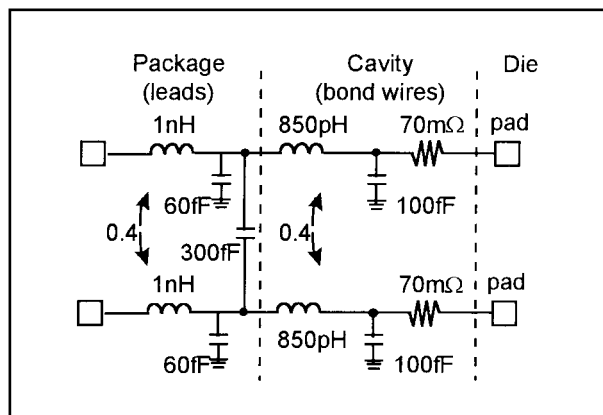 Package
(leads)
Cavity
(bond wires)
Die
1nH
850pH
70mΩ
pad
60fF
100fF
0.4
300fF
0.4
1nH
70mΩ
pad
850pH
60fF
100fF